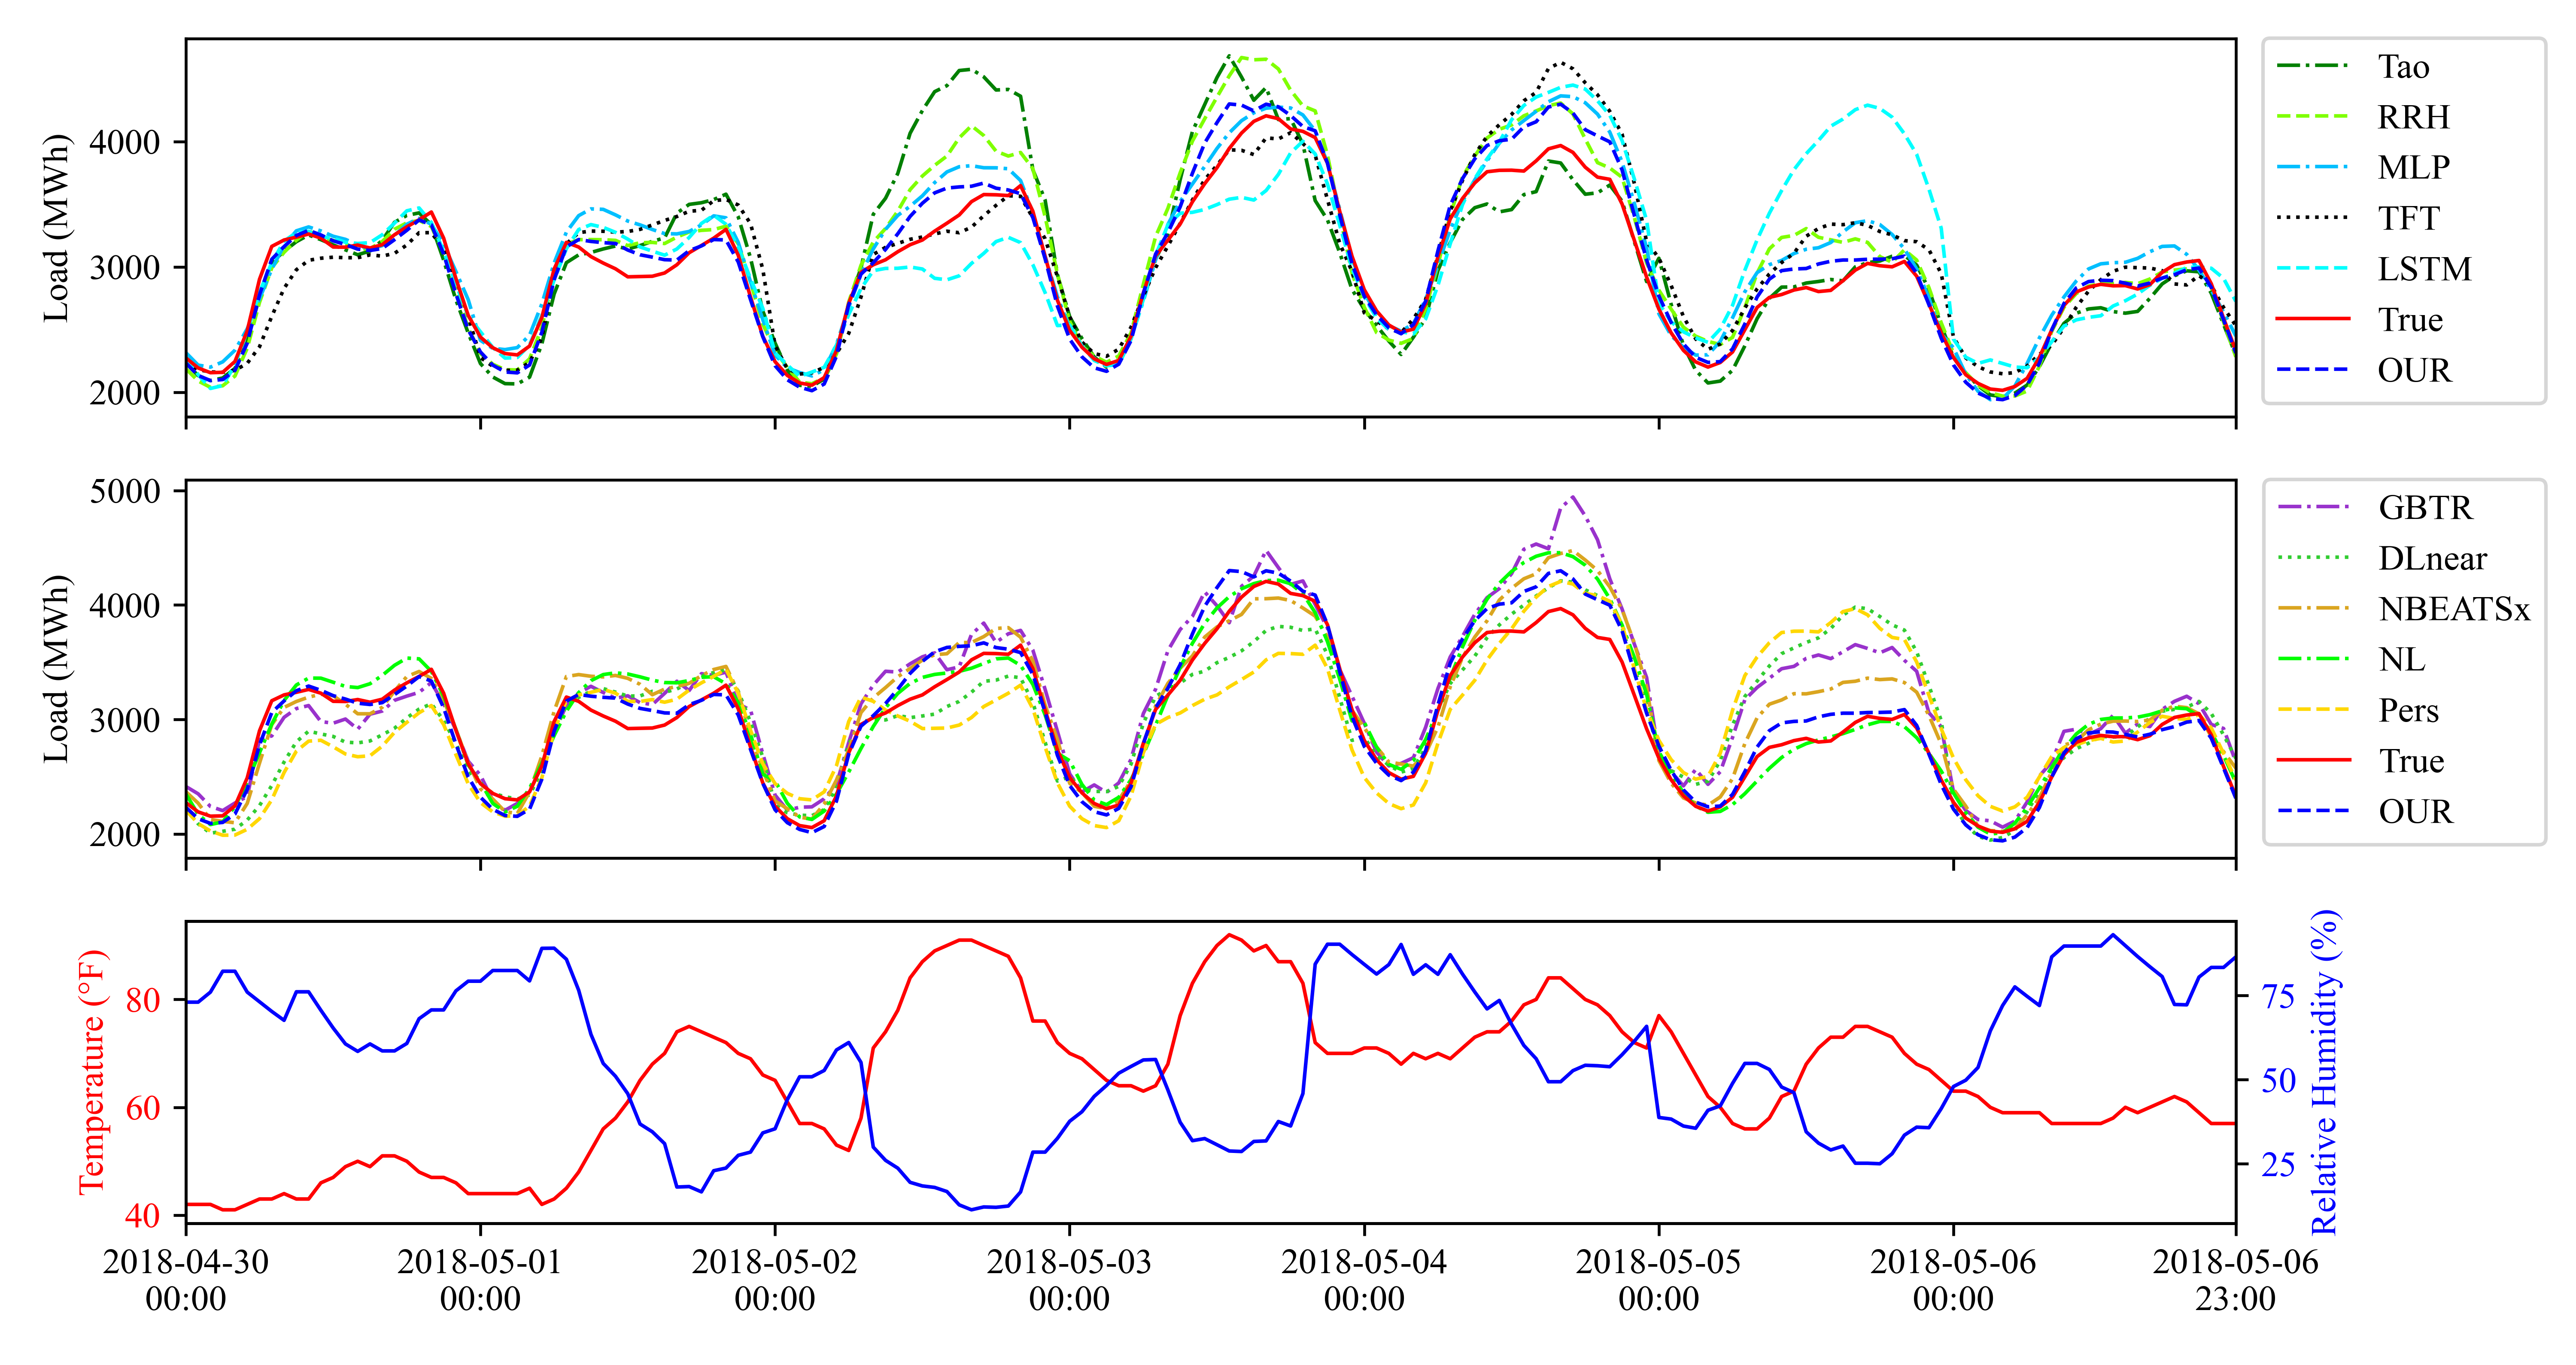 Load (MWh)
4000
3000
2000
Tao
RRH
MLP
TFT
LSTM
True
OUR
Load (MWh)
5000
4000
3000
2000
GBTR
DLnear
NBEATSx
NL
Pers
True
OUR
Temperature (°F)
80
60
40
75
50
25
Relative Humidity (%)
2018-04-30 2018-05-01 2018-05-02 2018-05-03 2018-05-04 2018-05-05 2018-05-06 2018-05-06
00:00 00:00 00:00 00:00 00:00 00:00 00:00 23:00